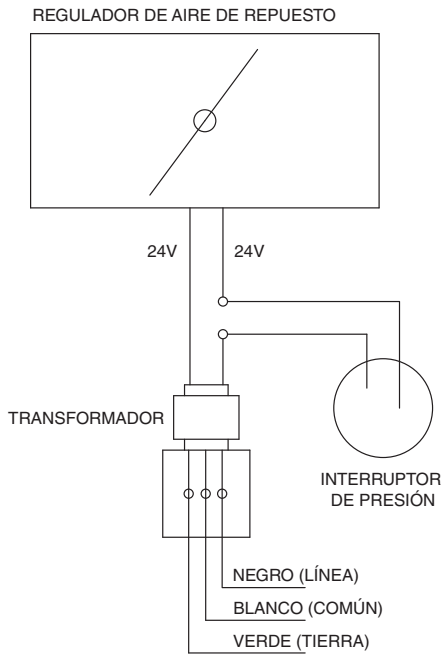 REGULADOR DE AIRE DE REPUESTO
24V
24V
TRANSFORMADOR
INTERRUPTOR
DE PRESIÓN
NEGRO (LÍNEA)
BLANCO (COMÚN)
VERDE (TIERRA)